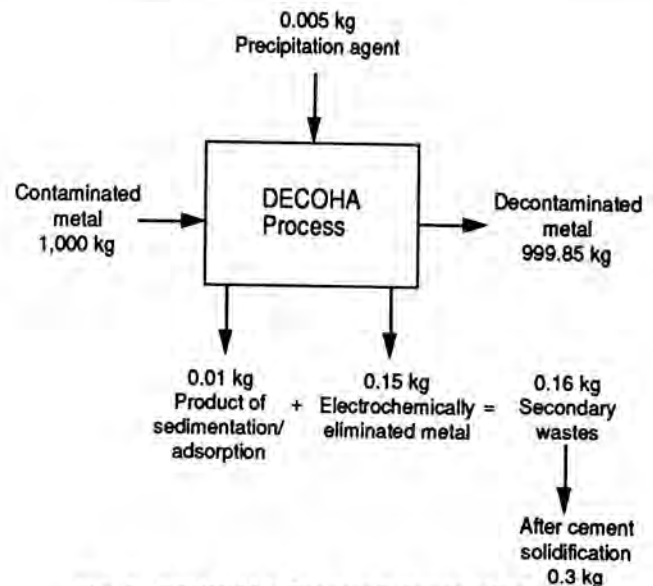 0.005 kg
Precipitation agent
DECOHA
Process
Contaminated
metal
1,000 kg
Decontaminated
metal
999.85 kg
0.01 kg
Product of
sedimentation/
adsorption
+
0.15 kg
Electrochemically
eliminated metal
=
0.16 kg
Secondary
wastes
After cement
solidification
0.3 kg